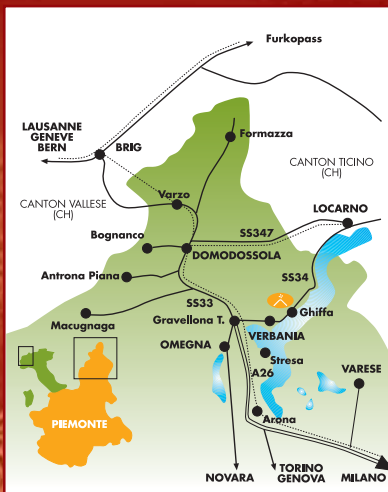 Furkopass
LAUSANNE
GENEVE
BERN
BRIG
Formazza
CANTON TICINO
(CH)
CANTON VALLESE
(CH)
Varzo
LOCARNO
Bognanco
SS347
DOMODOSSOLA
Antrona Piana
SS34
SS33
Macugnaga
Gravellona T.
Ghiffa
VERBANIA
OMEGNA
Stresa
A26
VARESE
PIEMONTE
Arona
NOVARA
TORINO
GENOVA
MILANO